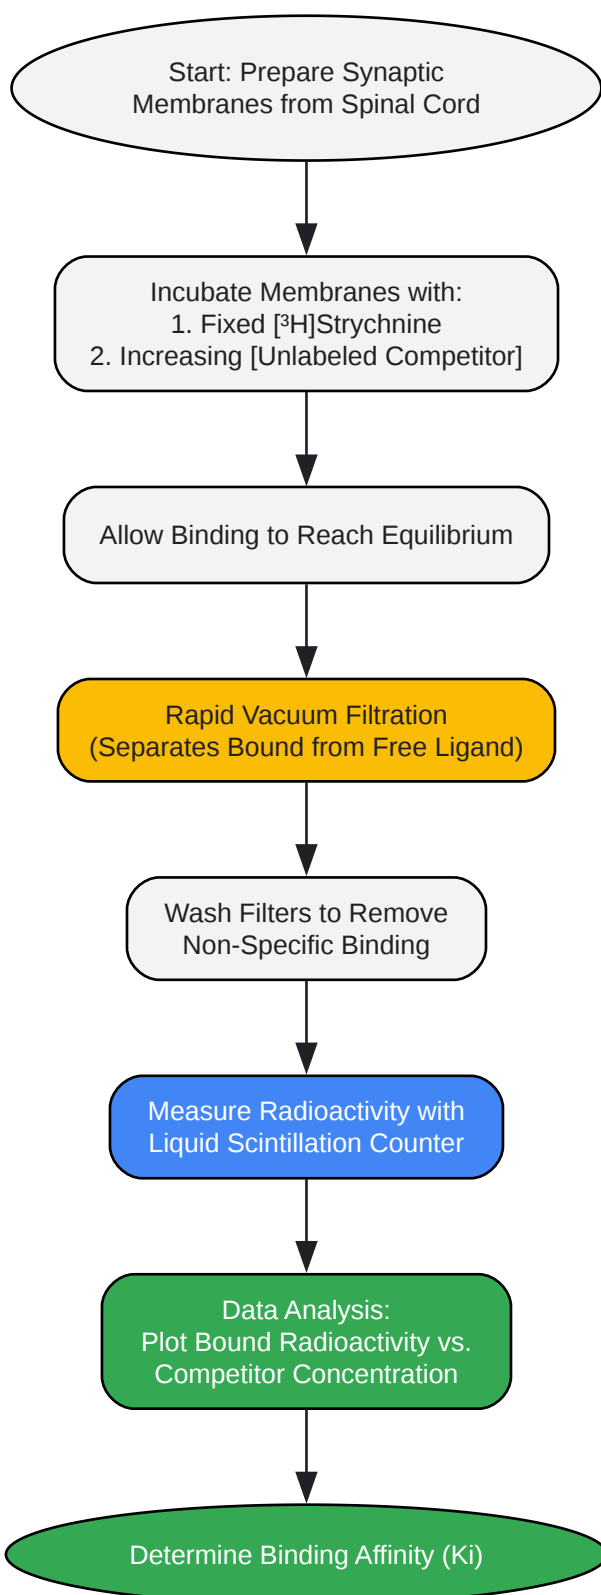 Start: Prepare Synaptic
Membranes from Spinal Cord
Incubate Membranes with:
1. Fixed [³H]Strychnine
2. Increasing [Unlabeled Competitor]
Allow Binding to Reach Equilibrium
Rapid Vacuum Filtration
(Separates Bound from Free Ligand)
Wash Filters to Remove
Non-Specific Binding
Measure Radioactivity with
Liquid Scintillation Counter
Data Analysis:
Plot Bound Radioactivity vs.
Competitor Concentration
Determine Binding Affinity (Ki)